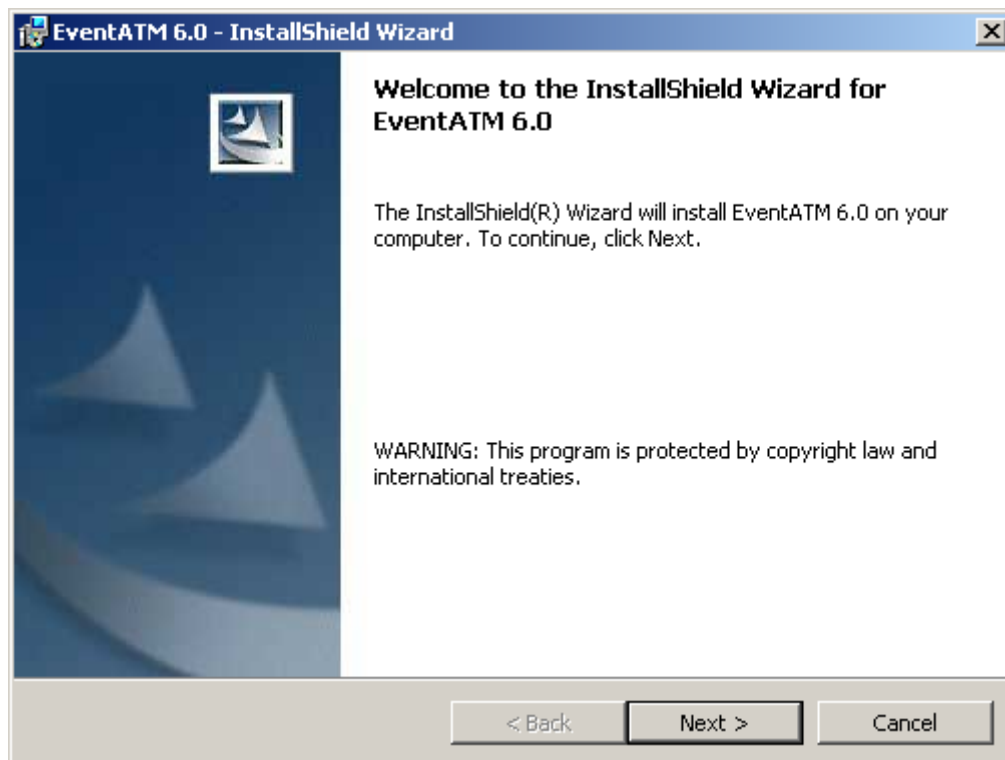 EventATM 6.0 - InstallShield Wizard
Welcome to the InstallShield Wizard for
EventATM 6.0
The InstallShield(R) Wizard will install EventATM 6.0 on your
computer. To continue, click Next.
WARNING: This program is protected by copyright law and
international treaties.
< Back
Next >
Cancel